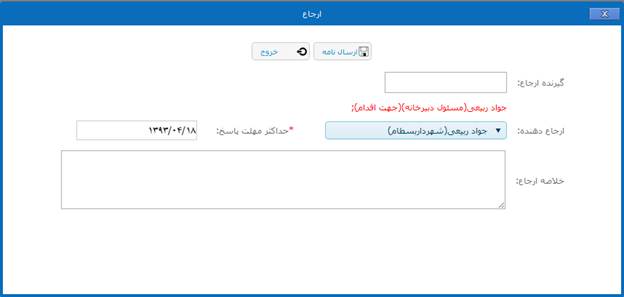 ارجاع
X
ارسال نامه خروج
گیرنده ارجاع:
جواد ربیعی(مسئول دبیرخانه)(جهت اقدام);
ارجاع دهنده: جواد ربیعی(شهرداربسطام) *حداکثر مهلت پاسخ: ۱۳۹۳/۰۴/۱۸
خلاصه ارجاع: